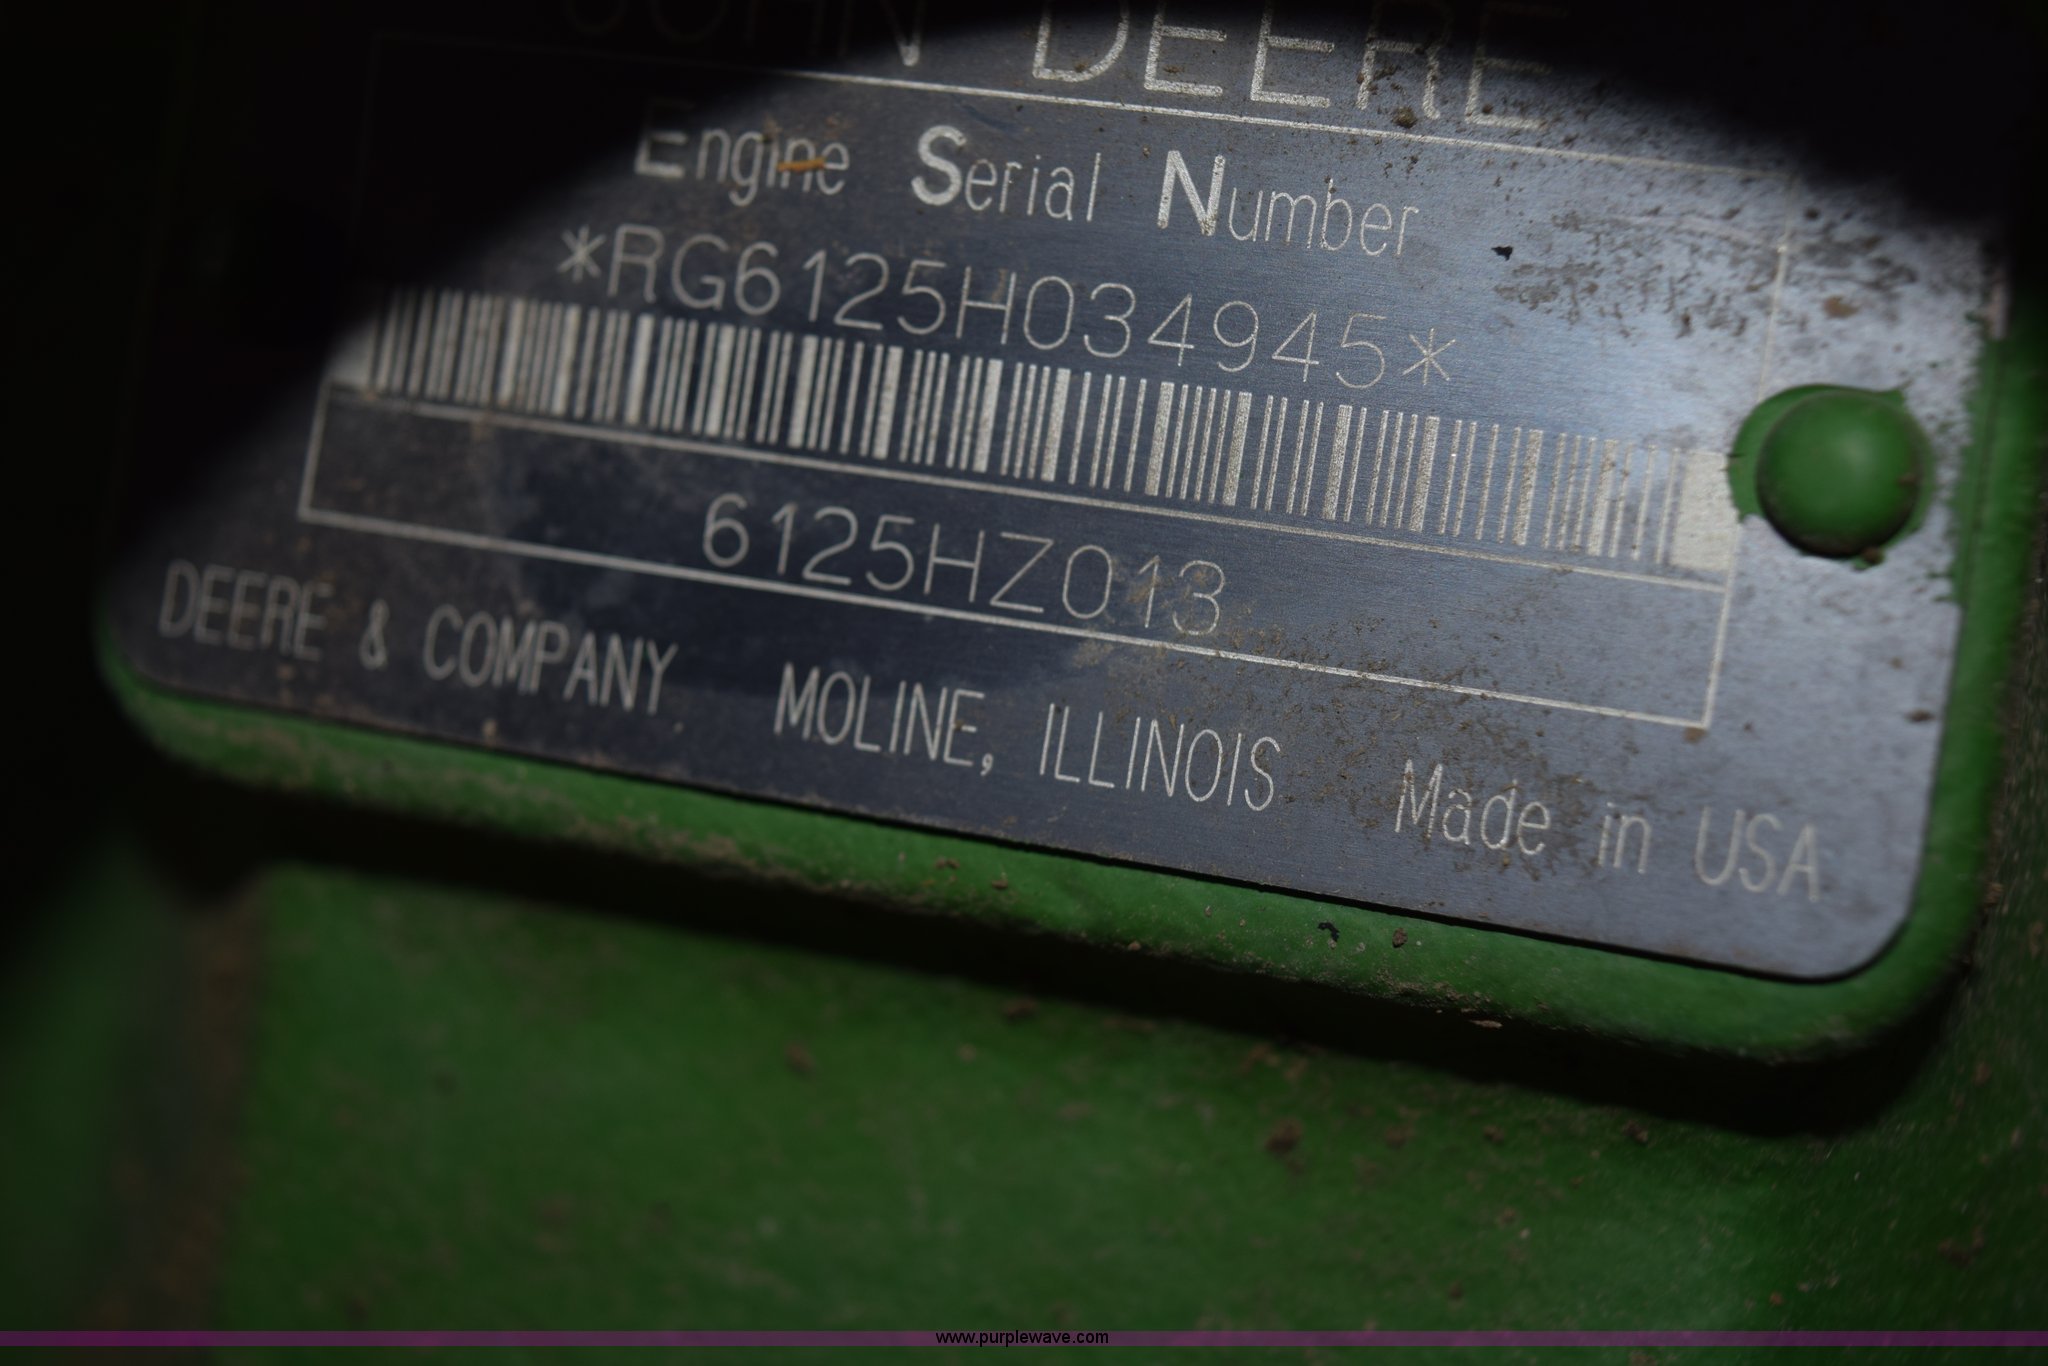 JOHN DEERE
Engine Serial Number
*RG6125H034945*
6125HZ013
DEERE & COMPANY MOLINE, ILLINOIS Made in USA
www.purplewave.com